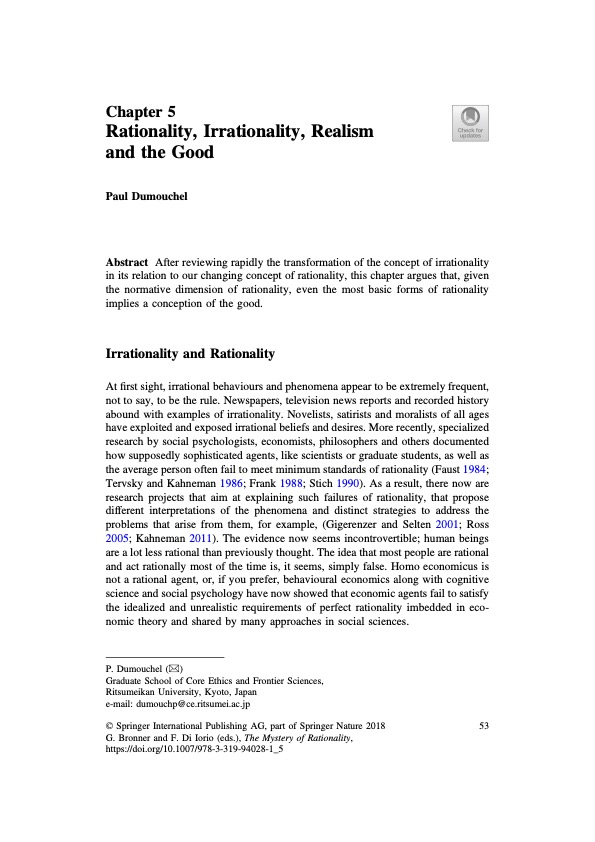 Chapter 5
Rationality, Irrationality, Realism
and the Good
Check for
updates
Paul Dumouchel
Abstract After reviewing rapidly the transformation of the concept of irrationality
in its relation to our changing concept of rationality, this chapter argues that, given
the normative dimension of rationality, even the most basic forms of rationality
implies a conception of the good.
Irrationality and Rationality
At first sight, irrational behaviours and phenomena appear to be extremely frequent,
not to say, to be the rule. Newspapers, television news reports and recorded history
abound with examples of irrationality. Novelists, satirists and moralists of all ages
have exploited and exposed irrational beliefs and desires. More recently, specialized
research by social psychologists, economists, philosophers and others documented
how supposedly sophisticated agents, like scientists or graduate students, as well as
the average person often fail to meet minimum standards of rationality (Faust 1984;
Tervsky and Kahneman 1986; Frank 1988; Stich 1990). As a result, there now are
research projects that aim at explaining such failures of rationality, that propose
different interpretations of the phenomena and distinct strategies to address the
problems that arise from them, for example, (Gigerenzer and Selten 2001; Ross
2005; Kahneman 2011). The evidence now seems incontrovertible; human beings
are a lot less rational than previously thought. The idea that most people are rational
and act rationally most of the time is, it seems, simply false. Homo economicus is
not a rational agent, or, if you prefer, behavioural economics along with cognitive
science and social psychology have now showed that economic agents fail to satisfy
the idealized and unrealistic requirements of perfect rationality imbedded in eco-
nomic theory and shared by many approaches in social sciences.
P. Dumouchel (✉)
Graduate School of Core Ethics and Frontier Sciences,
Ritsumeikan University, Kyoto, Japan
e-mail: dumouchp@ce.ritsumei.ac.jp
© Springer International Publishing AG, part of Springer Nature 2018 53
G. Bronner and F. Di Iorio (eds.), The Mystery of Rationality,
https://doi.org/10.1007/978-3-319-94028-1_5